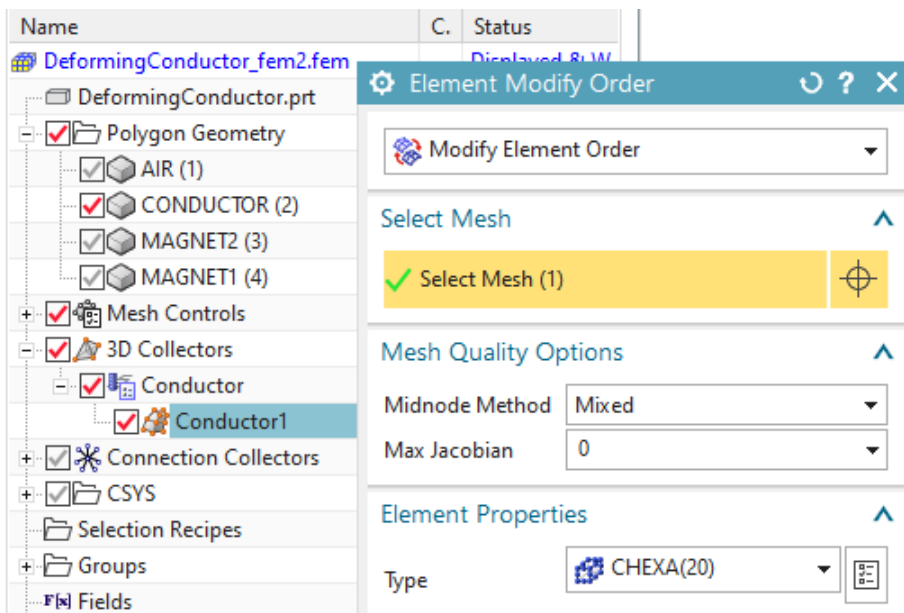 Name C. Status
DeformingConductor_fem2.fem Displayed & W
DeformingConductor.prt
Polygon Geometry
AIR (1)
CONDUCTOR (2)
MAGNET2 (3)
MAGNET1 (4)
Mesh Controls
3D Collectors
Conductor
Conductor1
Connection Collectors
CSYS
Selection Recipes
Groups
F(x) Fields
Element Modify Order
Modify Element Order
Select Mesh
Select Mesh (1)
Mesh Quality Options
Midnode Method Mixed
Max Jacobian 0
Element Properties
Type CHEXA(20)